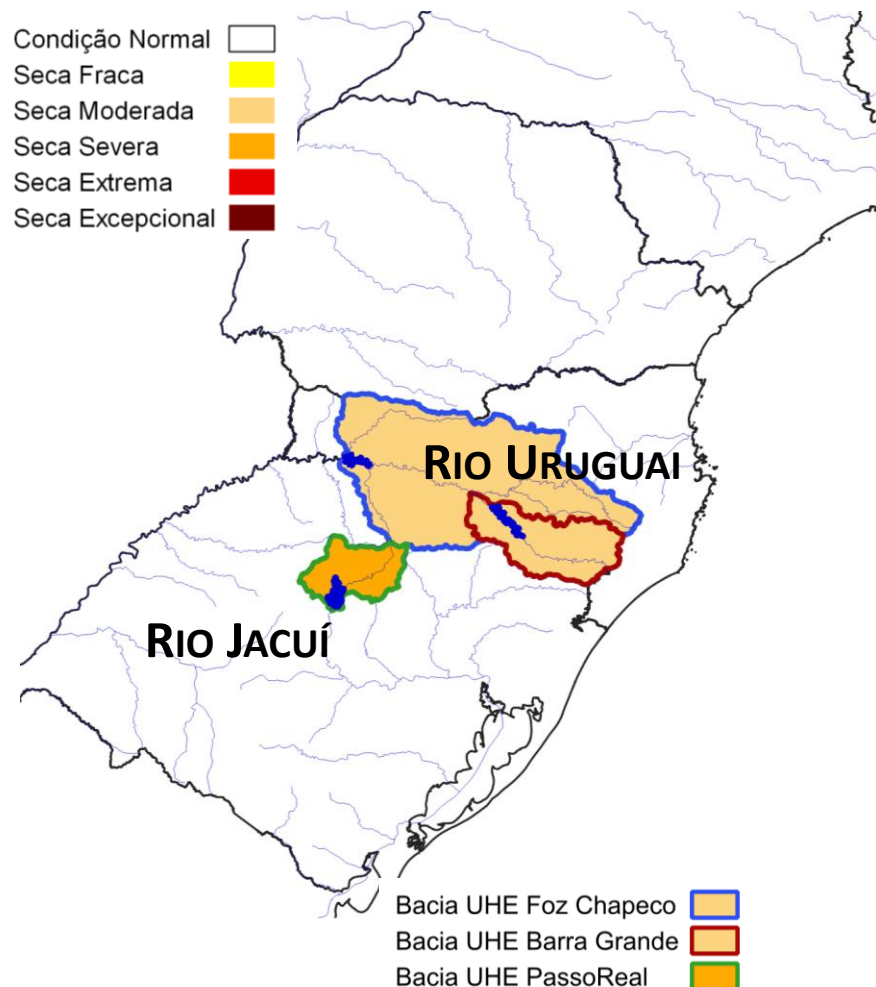 Condição Normal
Seca Fraca
Seca Moderada
Seca Severa
Seca Extrema
Seca Excepcional
RIO URUGUAI
RIO JACUÍ
Bacia UHE Foz Chapeco
Bacia UHE Barra Grande
Bacia UHE PassoReal